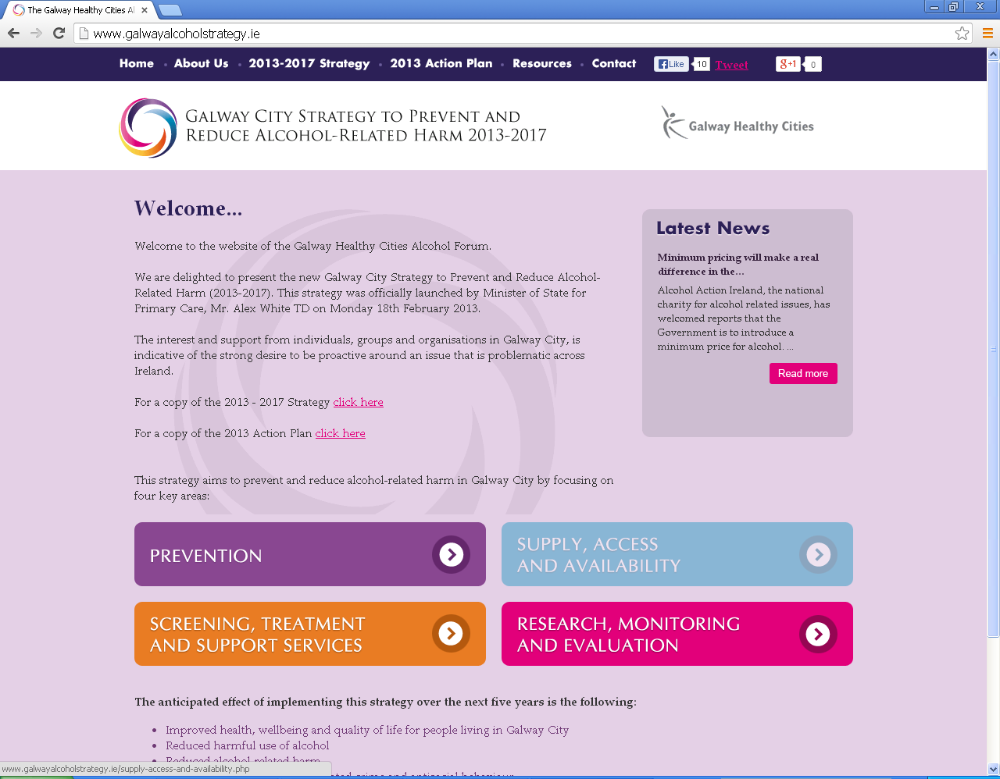 The Galway Healthy Cities Al
www.galwayalcoholstrategy.ie
Home • About Us • 2013-2017 Strategy • 2013 Action Plan • Resources • Contact Like 10 Tweet g+1 0
Galway City Strategy to Prevent and
Reduce Alcohol-Related Harm 2013-2017
Galway Healthy Cities
Welcome...
Welcome to the website of the Galway Healthy Cities Alcohol Forum.
We are delighted to present the new Galway City Strategy to Prevent and Reduce Alcohol-
Related Harm (2013-2017). This strategy was officially launched by Minister of State for
Primary Care, Mr. Alex White TD on Monday 18th February 2013.
The interest and support from individuals, groups and organisations in Galway City, is
indicative of the strong desire to be proactive around an issue that is problematic across
Ireland.
For a copy of the 2013 - 2017 Strategy click here
For a copy of the 2013 Action Plan click here
This strategy aims to prevent and reduce alcohol-related harm in Galway City by focusing on
four key areas:
Latest News
Minimum pricing will make a real
difference in the...
Alcohol Action Ireland, the national
charity for alcohol related issues, has
welcomed reports that the
Government is to introduce a
minimum price for alcohol. ...
Read more
PREVENTION
SUPPLY, ACCESS
AND AVAILABILITY
SCREENING, TREATMENT
AND SUPPORT SERVICES
RESEARCH, MONITORING
AND EVALUATION
The anticipated effect of implementing this strategy over the next five years is the following:
• Improved health, wellbeing and quality of life for people living in Galway City
• Reduced harmful use of alcohol
• Reduced alcohol-related harm
crime and antisocial behaviour
www.galwayalcoholstrategy.ie/supply-access-and-availability.php